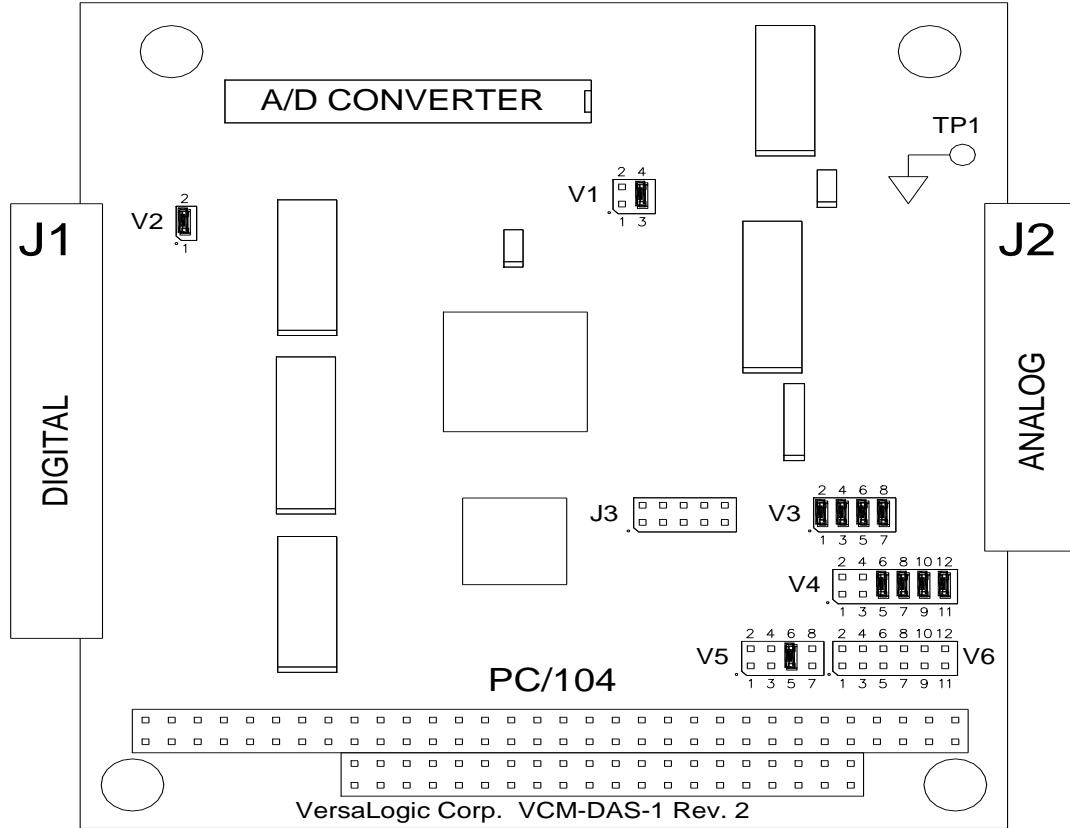 A/D CONVERTER
TP1
2 4
V1
1 3
2
V2
1
J1
J2
DIGITAL
ANALOG
J3
2 4 6 8
V3
1 3 5 7
2 4 6 8 10 12
V4
1 3 5 7 9 11
2 4 6 8
V5
1 3 5 7
2 4 6 8 10 12
V6
1 3 5 7 9 11
PC/104
VersaLogic Corp. VCM-DAS-1 Rev. 2